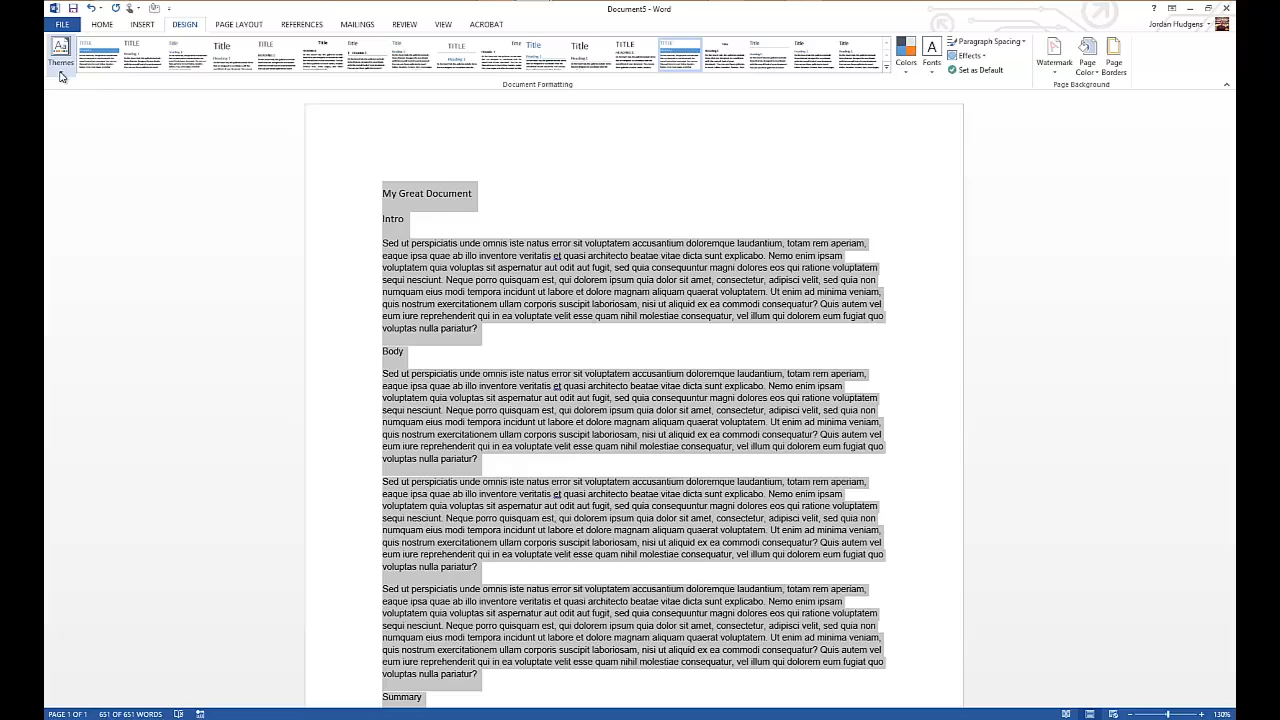 Document5 - Word
FILE
HOME
INSERT
DESIGN
PAGE LAYOUT
REFERENCES
MAILINGS
REVIEW
VIEW
ACROBAT
Jordan Hudgens
Themes
Colors
Fonts
Paragraph Spacing
Effects
Set as Default
Watermark
Page Color
Page Borders
Document Formatting
Page Background
My Great Document
Intro
Sed ut perspiciatis unde omnis iste natus error sit voluptatem accusantium doloremque laudantium, totam rem aperiam,
eaque ipsa quae ab illo inventore veritatis et quasi architecto beatae vitae dicta sunt explicabo. Nemo enim ipsam
voluptatem quia voluptas sit aspernatur aut odit aut fugit, sed quia consequuntur magni dolores eos qui ratione voluptatem
sequi nesciunt. Neque porro quisquam est, qui dolorem ipsum quia dolor sit amet, consectetur, adipisci velit, sed quia non
numquam eius modi tempora incidunt ut labore et dolore magnam aliquam quaerat voluptatem. Ut enim ad minima veniam,
quis nostrum exercitationem ullam corporis suscipit laboriosam, nisi ut aliquid ex ea commodi consequatur? Quis autem vel
eum iure reprehenderit qui in ea voluptate velit esse quam nihil molestiae consequatur, vel illum qui dolorem eum fugiat quo
voluptas nulla pariatur?
Body
Sed ut perspiciatis unde omnis iste natus error sit voluptatem accusantium doloremque laudantium, totam rem aperiam,
eaque ipsa quae ab illo inventore veritatis et quasi architecto beatae vitae dicta sunt explicabo. Nemo enim ipsam
voluptatem quia voluptas sit aspernatur aut odit aut fugit, sed quia consequuntur magni dolores eos qui ratione voluptatem
sequi nesciunt. Neque porro quisquam est, qui dolorem ipsum quia dolor sit amet, consectetur, adipisci velit, sed quia non
numquam eius modi tempora incidunt ut labore et dolore magnam aliquam quaerat voluptatem. Ut enim ad minima veniam,
quis nostrum exercitationem ullam corporis suscipit laboriosam, nisi ut aliquid ex ea commodi consequatur? Quis autem vel
eum iure reprehenderit qui in ea voluptate velit esse quam nihil molestiae consequatur, vel illum qui dolorem eum fugiat quo
voluptas nulla pariatur?
Sed ut perspiciatis unde omnis iste natus error sit voluptatem accusantium doloremque laudantium, totam rem aperiam,
eaque ipsa quae ab illo inventore veritatis et quasi architecto beatae vitae dicta sunt explicabo. Nemo enim ipsam
voluptatem quia voluptas sit aspernatur aut odit aut fugit, sed quia consequuntur magni dolores eos qui ratione voluptatem
sequi nesciunt. Neque porro quisquam est, qui dolorem ipsum quia dolor sit amet, consectetur, adipisci velit, sed quia non
numquam eius modi tempora incidunt ut labore et dolore magnam aliquam quaerat voluptatem. Ut enim ad minima veniam,
quis nostrum exercitationem ullam corporis suscipit laboriosam, nisi ut aliquid ex ea commodi consequatur? Quis autem vel
eum iure reprehenderit qui in ea voluptate velit esse quam nihil molestiae consequatur, vel illum qui dolorem eum fugiat quo
voluptas nulla pariatur?
Sed ut perspiciatis unde omnis iste natus error sit voluptatem accusantium doloremque laudantium, totam rem aperiam,
eaque ipsa quae ab illo inventore veritatis et quasi architecto beatae vitae dicta sunt explicabo. Nemo enim ipsam
voluptatem quia voluptas sit aspernatur aut odit aut fugit, sed quia consequuntur magni dolores eos qui ratione voluptatem
sequi nesciunt. Neque porro quisquam est, qui dolorem ipsum quia dolor sit amet, consectetur, adipisci velit, sed quia non
numquam eius modi tempora incidunt ut labore et dolore magnam aliquam quaerat voluptatem. Ut enim ad minima veniam,
quis nostrum exercitationem ullam corporis suscipit laboriosam, nisi ut aliquid ex ea commodi consequatur? Quis autem vel
eum iure reprehenderit qui in ea voluptate velit esse quam nihil molestiae consequatur, vel illum qui dolorem eum fugiat quo
voluptas nulla pariatur?
Summary
PAGE 1 OF 1
651 OF 651 WORDS
130%